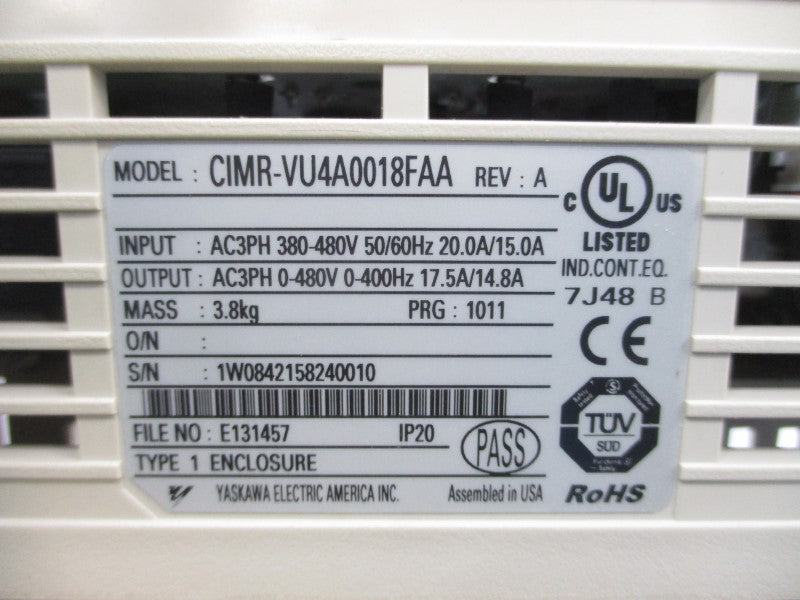 MODEL : CIMR-VU4A0018FAA REV : A
C UL US
LISTED
IND.CONT.EQ.
7J48 B
INPUT : AC3PH 380-480V 50/60Hz 20.0A/15.0A
OUTPUT : AC3PH 0-480V 0-400Hz 17.5A/14.8A
MASS : 3.8kg PRG : 1011
O/N :
S/N : 1W0842158240010
CE
FILE NO : E131457 IP20
PASS
TYPE 1 ENCLOSURE
TÜV
SÜD
YASKAWA ELECTRIC AMERICA INC. Assembled in USA
RoHS